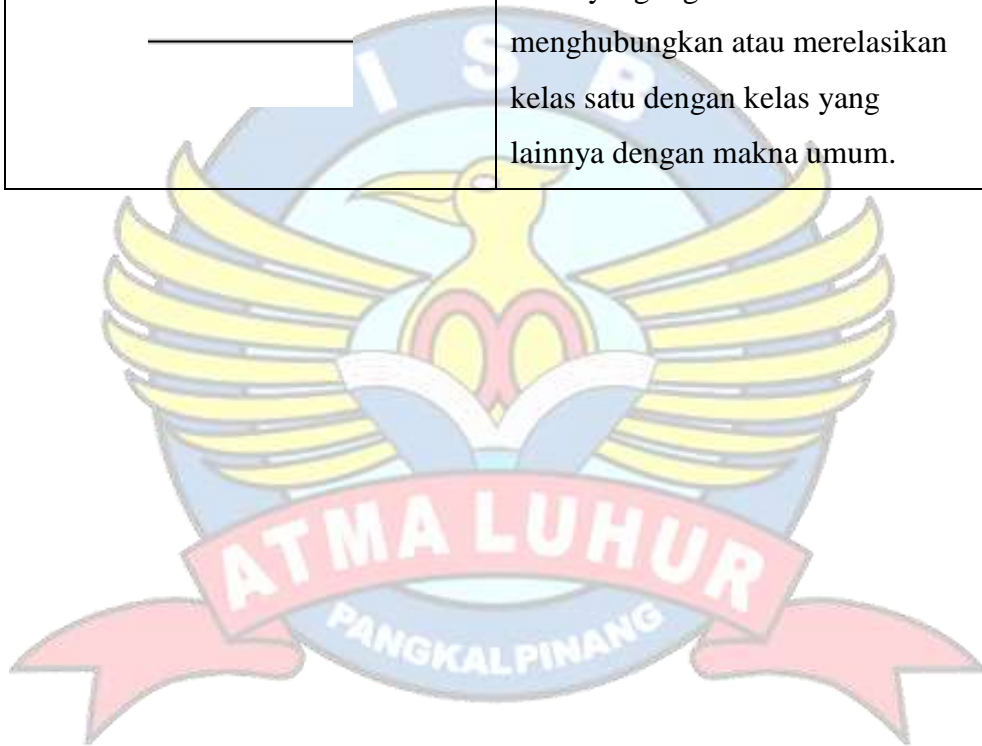 menghubungkan atau merelasikan
kelas satu dengan kelas yang
lainnya dengan makna umum.
I S B
ATMA LUHUR
PANGKALPINANG